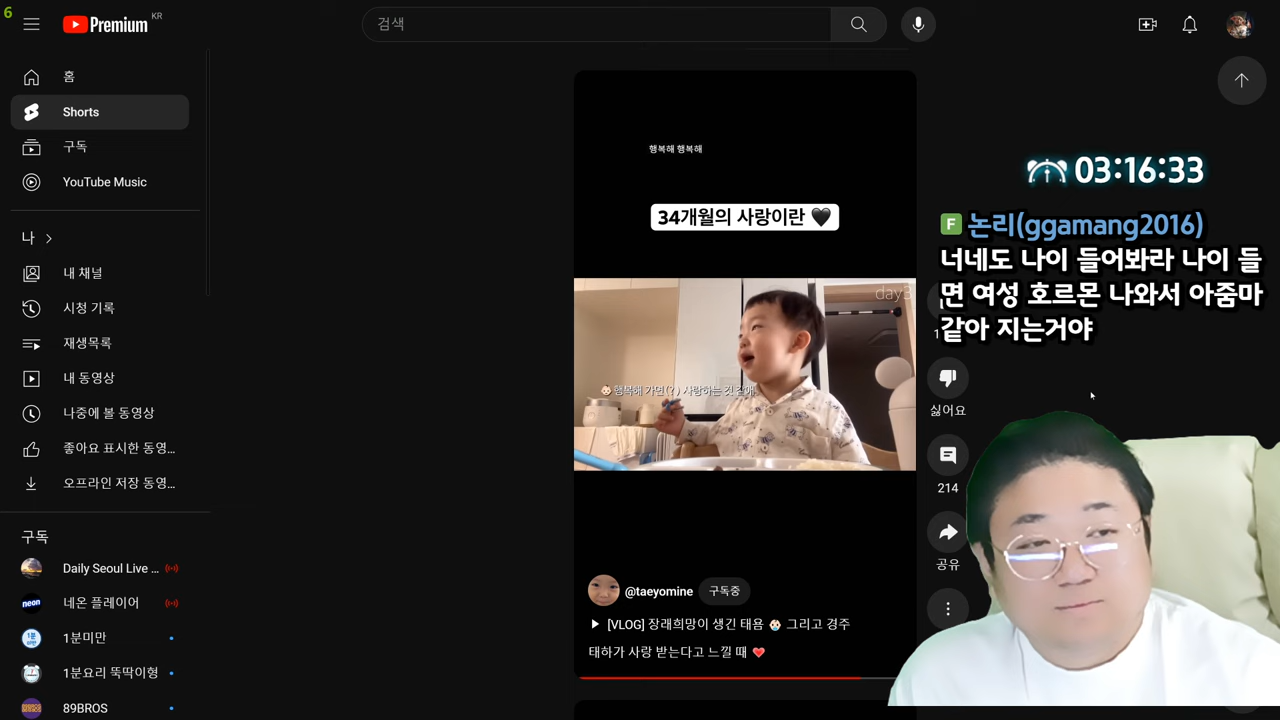 6
Premium KR
검색
홈
Shorts
구독
YouTube Music
나
내 채널
시청 기록
재생목록
내 동영상
나중에 볼 동영상
좋아요 표시한 동영...
오프라인 저장 동영...
구독
Daily Seoul Live ...
neon 네온 플레이어
1분미만
1분요리 뚝딱이형
89BROS
행복해 행복해
34개월의 사랑이란 🖤
day3
👶🏻 행복해 가면(?) 사랑하는 것 같애
@taeyomine 구독중
▶ [VLOG] 장래희망이 생긴 태용 👶🏻 그리고 경주
태하가 사랑 받는다고 느낄 때 ❤️
03:16:33
F 논리(ggamang2016)
너네도 나이 들어봐라 나이 들
면 여성 호르몬 나와서 아줌마
같아 지는거야
싫어요
214
공유